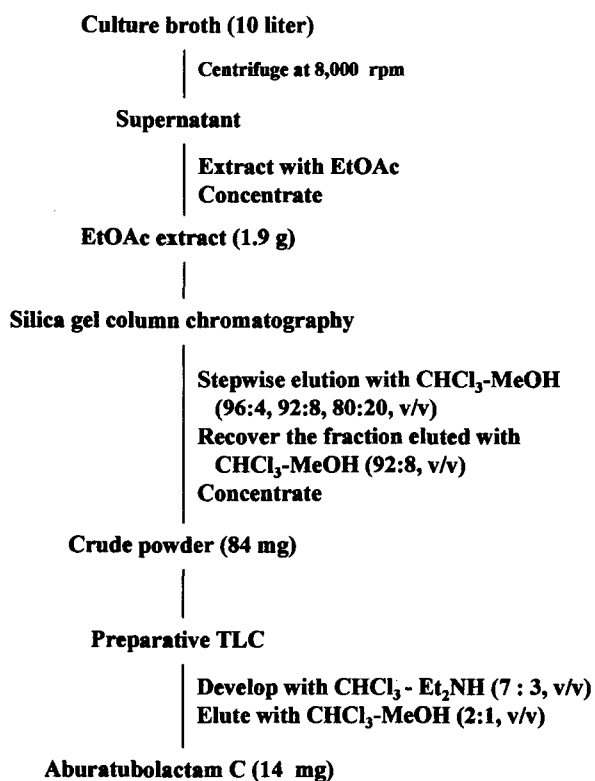 Culture broth (10 liter)
Centrifuge at 8,000 rpm
Supernatant
Extract with EtOAc
Concentrate
EtOAc extract (1.9 g)
Silica gel column chromatography
Stepwise elution with CHCl₃-MeOH
(96:4, 92:8, 80:20, v/v)
Recover the fraction eluted with
CHCl₃-MeOH (92:8, v/v)
Concentrate
Crude powder (84 mg)
Preparative TLC
Develop with CHCl₃ - Et₂NH (7 : 3, v/v)
Elute with CHCl₃-MeOH (2:1, v/v)
Aburatubolactam C (14 mg)